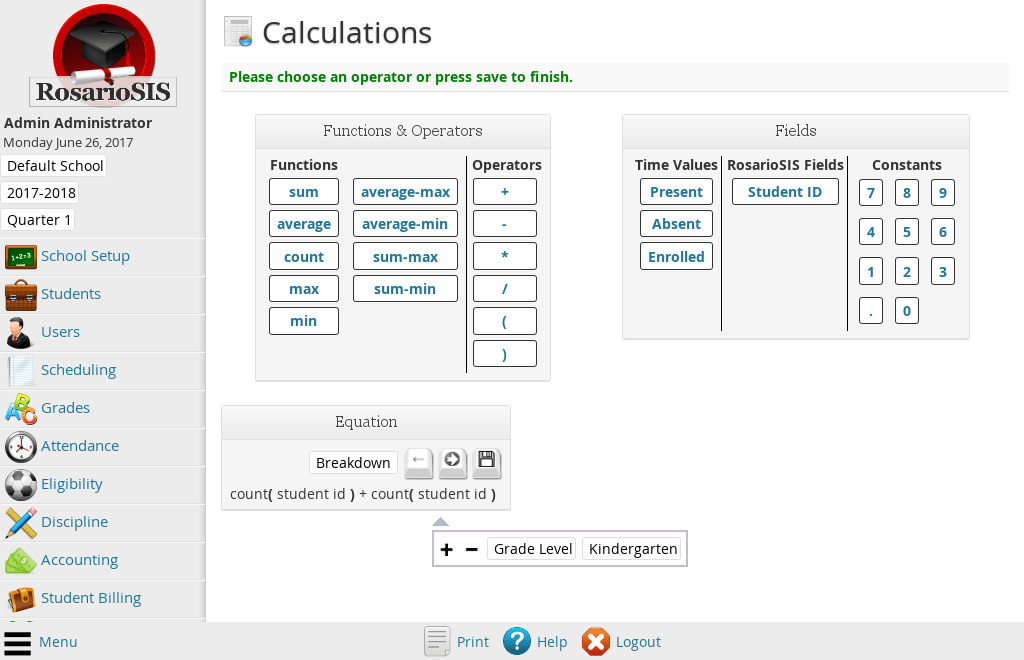 RosarioSIS
Admin Administrator
Monday June 26, 2017
Default School
2017-2018
Quarter 1
1+2=3
School Setup
Students
Users
Scheduling
ABC
Grades
Attendance
Eligibility
Discipline
Accounting
Student Billing
Calculations
Please choose an operator or press save to finish.
Functions & Operators
Functions
Operators
sum average-max +
average average-min -
count sum-max *
max sum-min /
min (
)
Fields
Time Values RosarioSIS Fields Constants
Present Student ID 7 8 9
Absent 4 5 6
Enrolled 1 2 3
. 0
Equation
Breakdown ←
count( student id ) + count( student id )
+ − Grade Level Kindergarten
Menu Print ? Help Logout